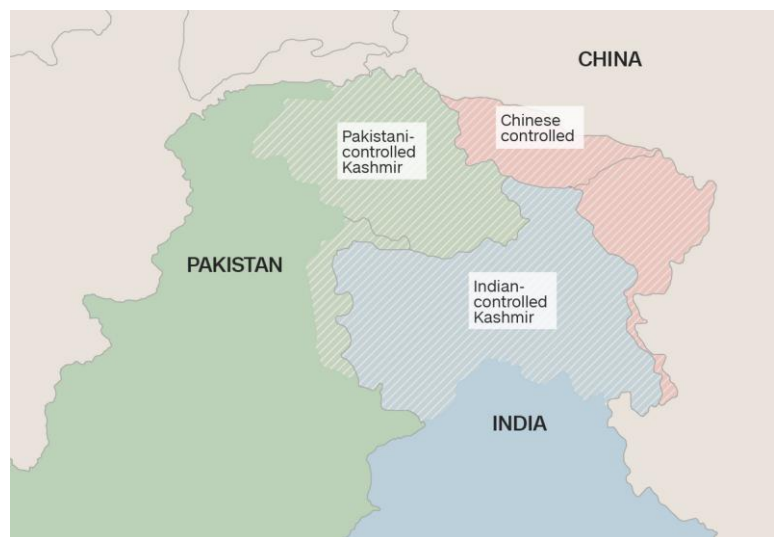 CHINA
Chinese
controlled
Pakistani-
controlled
Kashmir
PAKISTAN
Indian-
controlled
Kashmir
INDIA